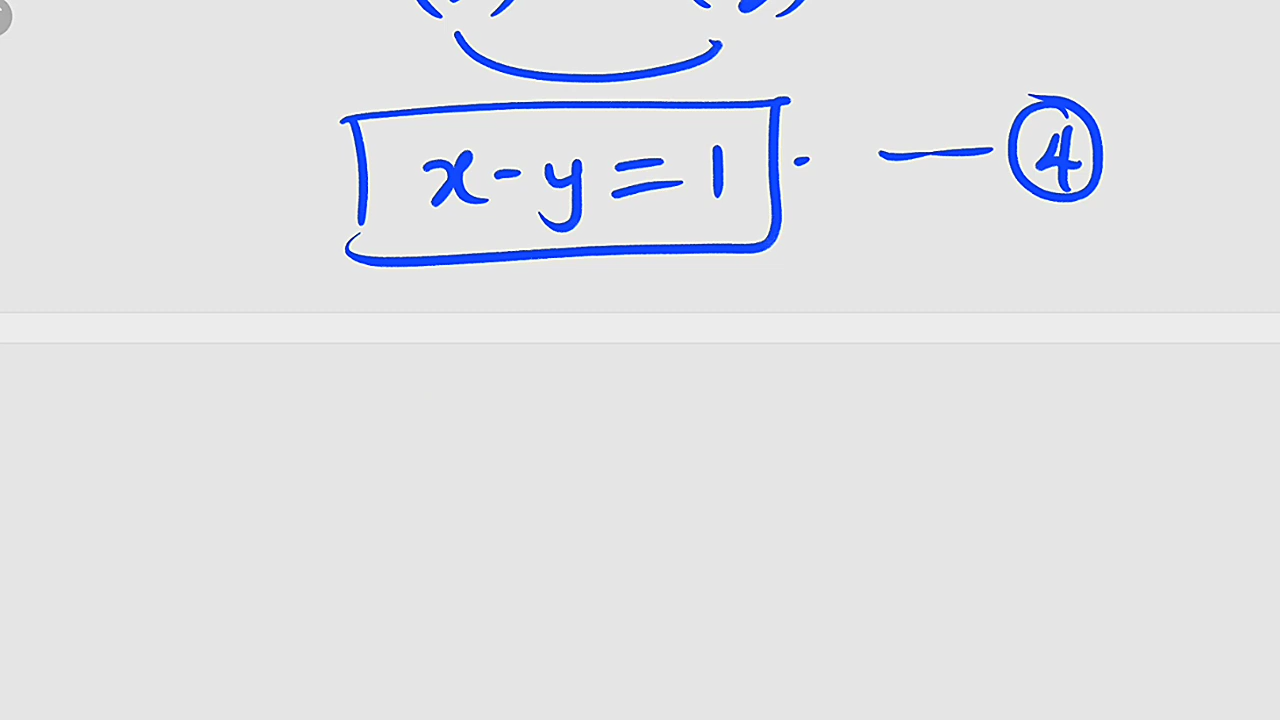 x - y = 1 . — ④